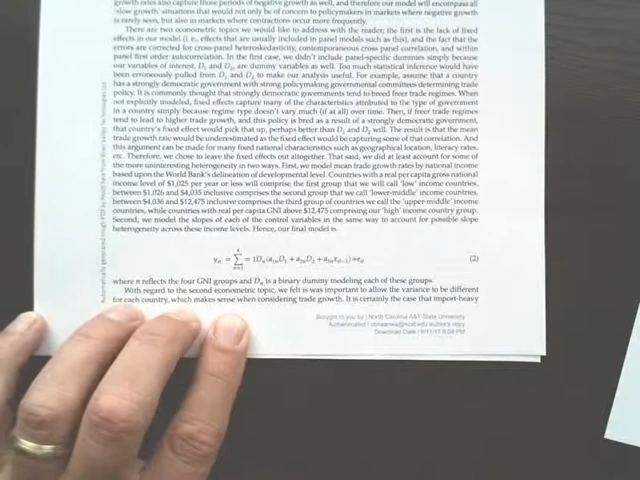 growth rates also capture those periods of negative growth as well, and therefore our model will encompass all
'slow growth' situations that would not only be of concern to policymakers in markets where negative growth
is rarely seen, but also in markets where contractions occur more frequently.
There are two econometric topics we would like to address with the reader; the first is the lack of fixed
effects in our model (i.e., effects that are usually included in panel models such as this), and the fact that the
errors are corrected for cross-panel heteroskedasticity, contemporaneous cross panel correlation, and within
panel first order autocorrelation. In the first case, we didn't include panel-specific dummies simply because
our variables of interest, D₁ and D₂, are dummy variables as well. Too much statistical inference would have
been erroneously pulled from D₁ and D₂ to make our analysis useful. For example, assume that a country
has a strongly democratic government with strong policymaking governmental committees determining trade
policy. It is commonly thought that strongly democratic governments tend to breed freer trade regimes. When
not explicitly modeled, fixed effects capture many of the characteristics attributed to the type of government
in a country simply because regime type doesn't vary much (if at all) over time. Then, if freer trade regimes
tend to lead to higher trade growth, and this policy is bred as a result of a strongly democratic government,
that country's fixed effect would pick that up, perhaps better than D₁ and D₂ will. The result is that the mean
trade growth rate would be underestimated as the fixed effect would be capturing some of that correlation. And
this argument can be made for many fixed national characteristics such as geographical location, literacy rates,
etc. Therefore, we chose to leave the fixed effects out altogether. That said, we did at least account for some of
the more uninteresting heterogeneity in two ways. First, we model mean trade growth rates by national income
based upon the World Bank's delineation of developmental level. Countries with a real per capita gross national
income level of $1,025 per year or less will comprise the first group that we will call 'low' income countries,
between $1,026 and $4,035 inclusive comprises the second group that we call 'lower-middle' income countries,
between $4,036 and $12,475 inclusive comprises the third group of countries we call the 'upper-middle' income
countries, while countries with real per capita GNI above $12,475 comprising our 'high' income country group.
Second, we model the slopes of each of the control variables in the same way to account for possible slope
heterogeneity across these income levels. Hence, our final model is
(2)
where n reflects the four GNI groups and Dₙ is a binary dummy modeling each of these groups.
With regard to the second econometric topic, we felt is was important to allow the variance to be different
for each country, which makes sense when considering trade growth. It is certainly the case that import-heavy
Brought to you by | North Carolina A&T State University
Authenticated | author's copy
Download Date | 9/11/17 8:04 PM
Automatically generated rough PDF by